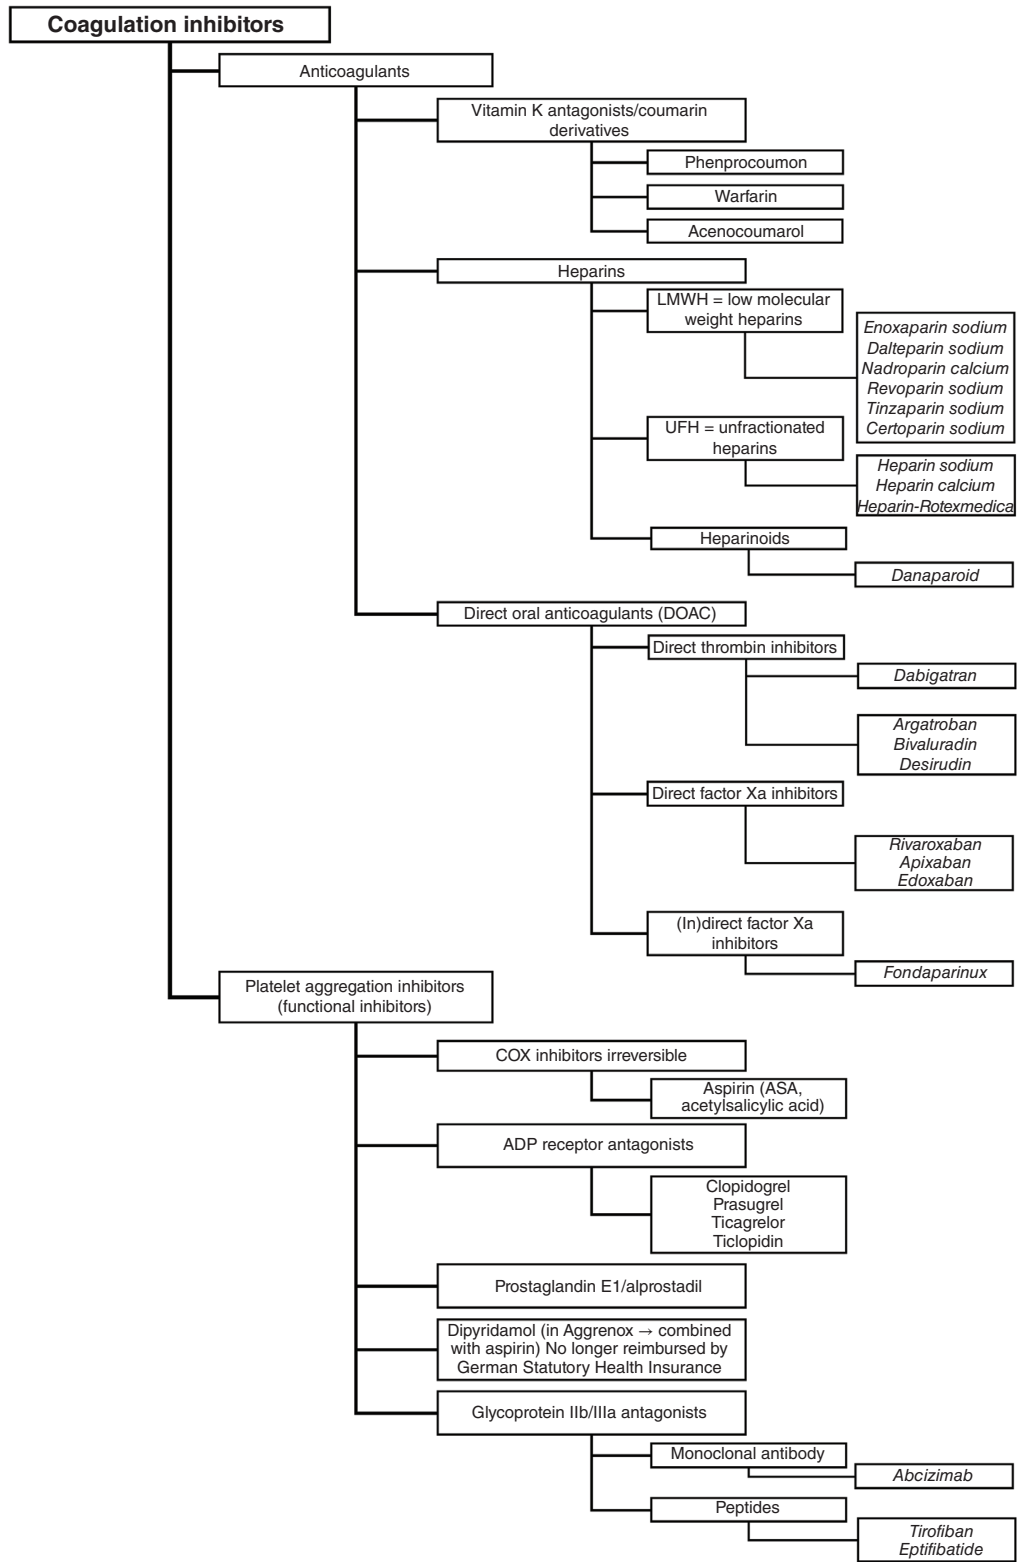 Coagulation inhibitors
Anticoagulants
Vitamin K antagonists/coumarin
derivatives
Phenprocoumon
Warfarin
Acenocoumarol
Heparins
LMWH = low molecular
weight heparins
Enoxaparin sodium
Dalteparin sodium
Nadroparin calcium
Revoparin sodium
Tinzaparin sodium
Certoparin sodium
UFH = unfractionated
heparins
Heparin sodium
Heparin calcium
Heparin-Rotexmedica
Heparinoids
Danaparoid
Direct oral anticoagulants (DOAC)
Direct thrombin inhibitors
Dabigatran
Argatroban
Bivaluradin
Desirudin
Direct factor Xa inhibitors
Rivaroxaban
Apixaban
Edoxaban
(In)direct factor Xa
inhibitors
Fondaparinux
Platelet aggregation inhibitors
(functional inhibitors)
COX inhibitors irreversible
Aspirin (ASA,
acetylsalicylic acid)
ADP receptor antagonists
Clopidogrel
Prasugrel
Ticagrelor
Ticlopidin
Prostaglandin E1/alprostadil
Dipyridamol (in Aggrenox → combined
with aspirin) No longer reimbursed by
German Statutory Health Insurance
Glycoprotein IIb/IIIa antagonists
Monoclonal antibody
Abcizimab
Peptides
Tirofiban
Eptifibatide